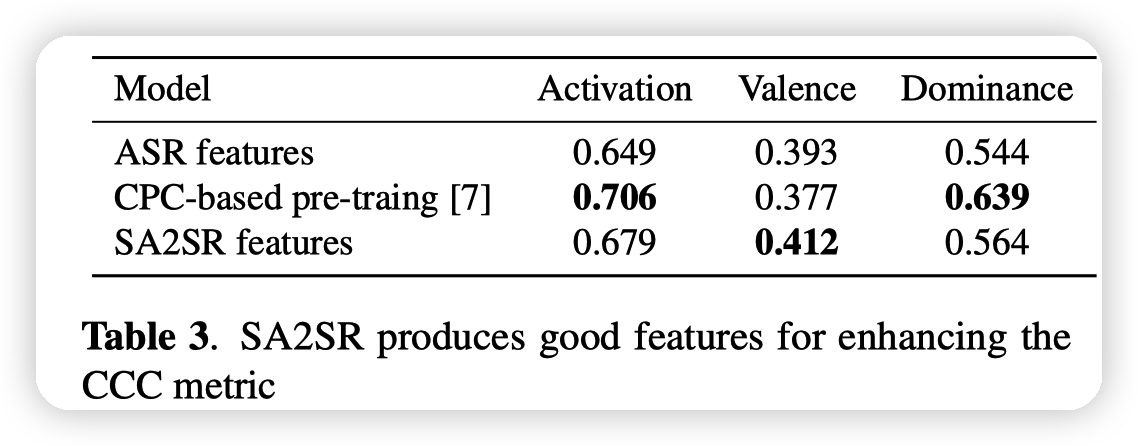 Model Activation Valence Dominance
ASR features 0.649 0.393 0.544
CPC-based pre-traing [7] 0.706 0.377 0.639
SA2SR features 0.679 0.412 0.564
Table 3. SA2SR produces good features for enhancing the
CCC metric